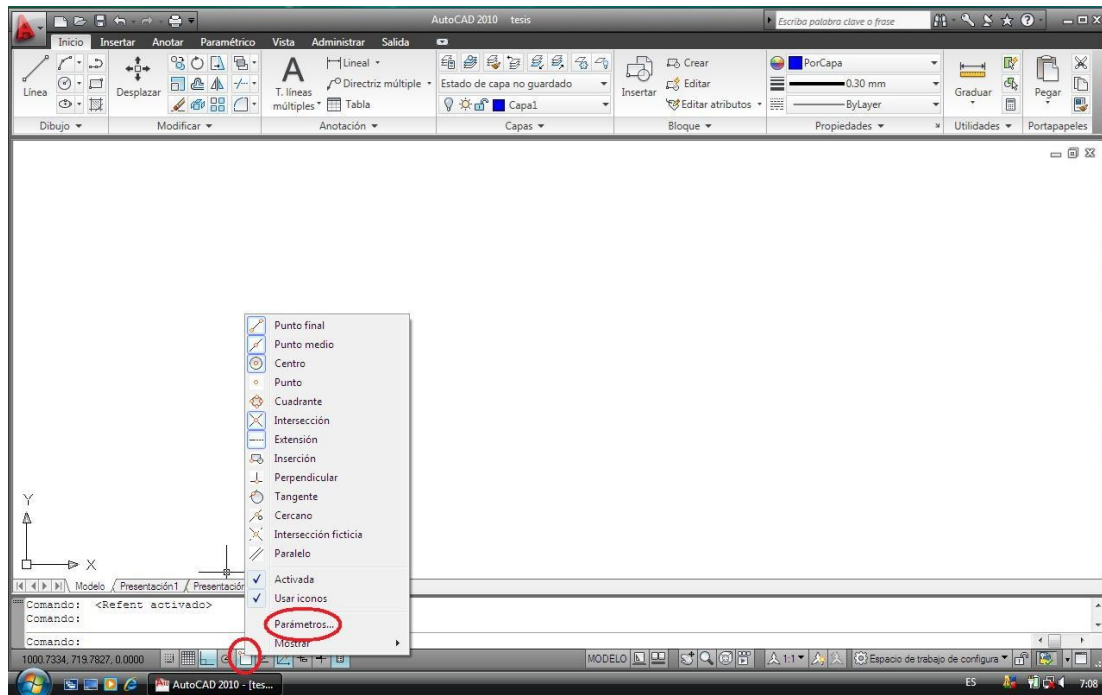 AutoCAD 2010 tesis
Escriba palabra clave o frase
Inicio Insertar Anotar Paramétrico Vista Administrar Salida
Línea
Desplazar
A
T. líneas múltiples
Lineal
Directriz múltiple
Tabla
Estado de capa no guardado
Capa1
Insertar
Crear
Editar
Editar atributos
PorCapa
0.30 mm
ByLayer
Graduar
Pegar
Dibujo Modificar Anotación Capas Bloque Propiedades Utilidades Portapapeles
Punto final
Punto medio
Centro
Punto
Cuadrante
Intersección
Extensión
Inserción
Perpendicular
Tangente
Cercano
Intersección ficticia
Paralelo
Activada
Usar iconos
Parámetros...
Mostrar
Y
X
Modelo Presentación1 Presentación
Comando: <Refent activado>
Comando:
Comando:
1000.7334, 719.7827, 0.0000
MODELO
1:1
Espacio de trabajo de configura
AutoCAD 2010 - [tes...
ES
7:08